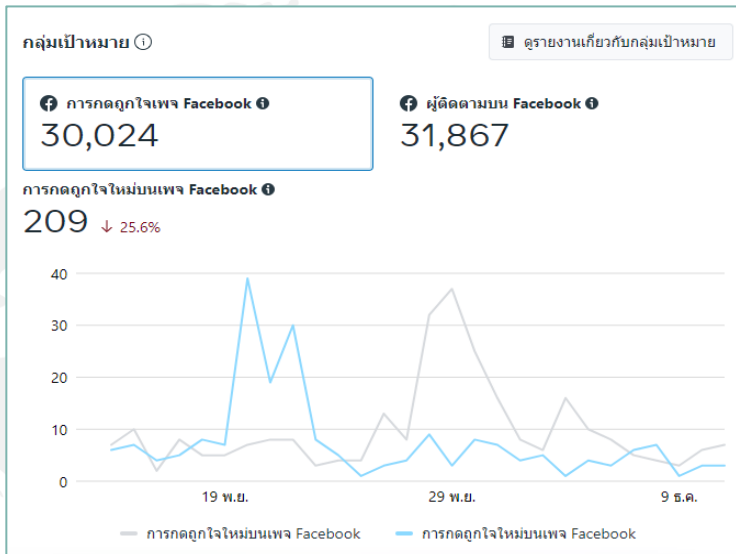 กลุ่มเป้าหมาย
ดูรายงานเกี่ยวกับกลุ่มเป้าหมาย
การกดถูกใจเพจ Facebook
30,024
ผู้ติดตามบน Facebook
31,867
การกดถูกใจใหม่บนเพจ Facebook
209 ↓ 25.6%
40
30
20
10
0
19 พ.ย. 29 พ.ย. 9 ธ.ค.
การกดถูกใจใหม่บนเพจ Facebook การกดถูกใจใหม่บนเพจ Facebook